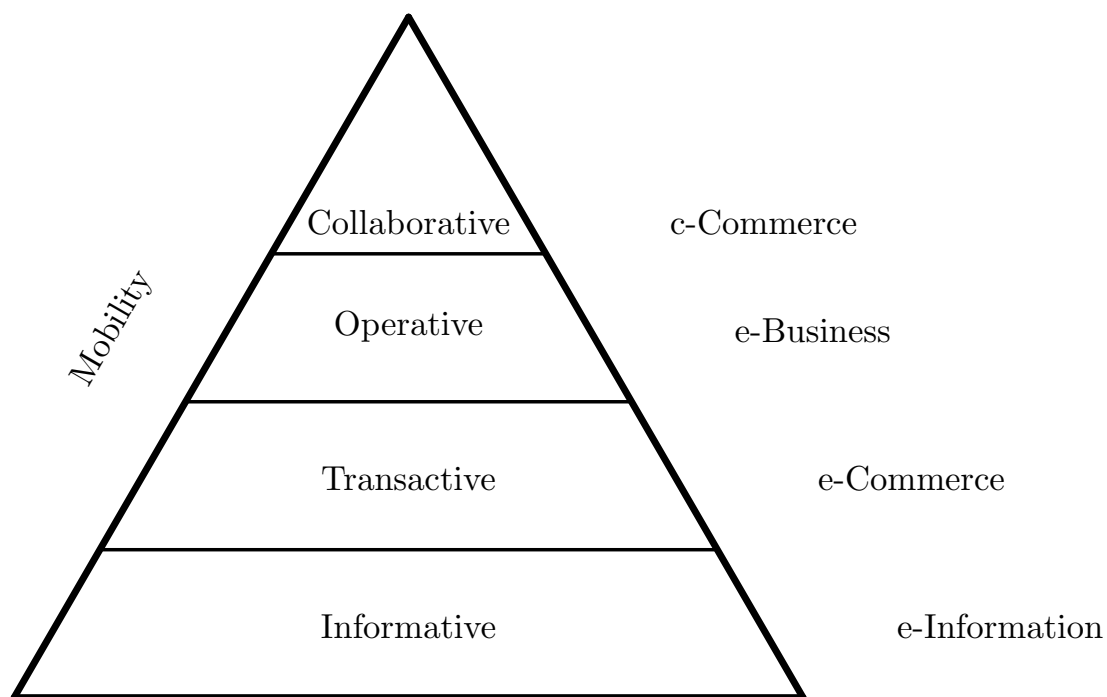 Collaborative
c-Commerce
Mobility
Operative
e-Business
Transactive
e-Commerce
Informative
e-Information